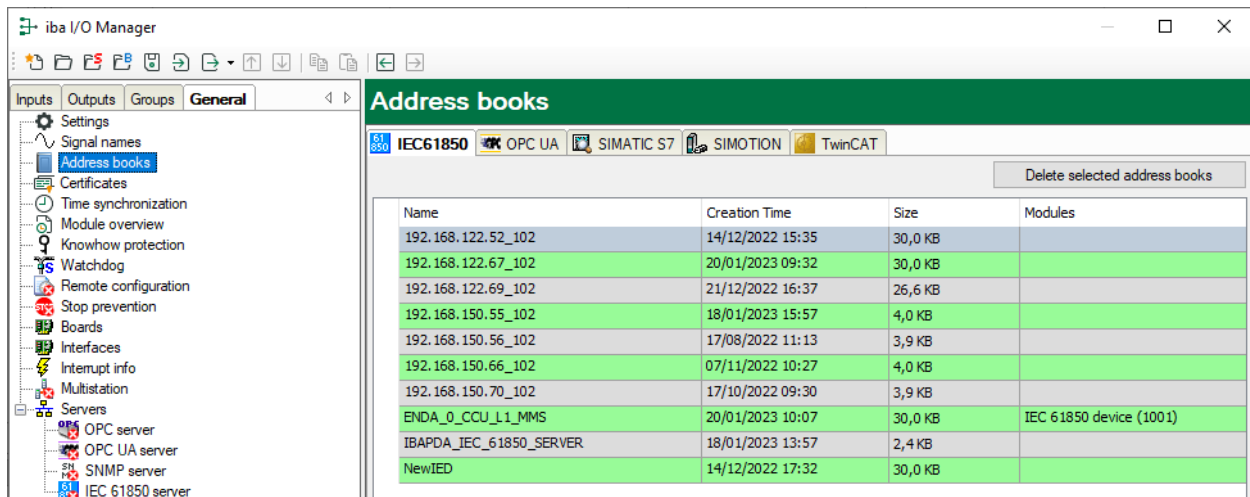 iba I/O Manager
Inputs Outputs Groups General
Settings
Signal names
Address books
Certificates
Time synchronization
Module overview
Knowhow protection
Watchdog
Remote configuration
Stop prevention
Boards
Interfaces
Interrupt info
Multistation
Servers
OPC server
OPC UA server
SNMP server
IEC 61850 server
Address books
IEC61850 OPC UA SIMATIC S7 SIMOTION TwinCAT
Delete selected address books
Name Creation Time Size Modules
192.168.122.52_102 14/12/2022 15:35 30,0 KB
192.168.122.67_102 20/01/2023 09:32 30,0 KB
192.168.122.69_102 21/12/2022 16:37 26,6 KB
192.168.150.55_102 18/01/2023 15:57 4,0 KB
192.168.150.56_102 17/08/2022 11:13 3,9 KB
192.168.150.66_102 07/11/2022 10:27 4,0 KB
192.168.150.70_102 17/10/2022 09:30 3,9 KB
ENDA_0_CCU_L1_MMS 20/01/2023 10:07 30,0 KB IEC 61850 device (1001)
IBAPDA_IEC_61850_SERVER 18/01/2023 13:57 2,4 KB
NewIED 14/12/2022 17:32 30,0 KB